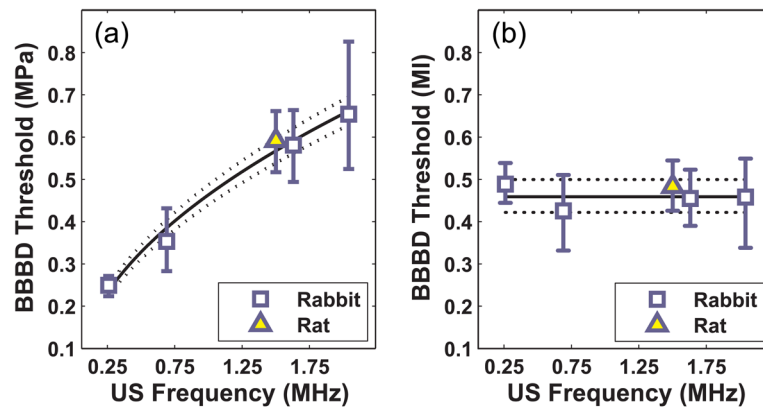 (a)
BBBD Threshold (MPa)
0.8
0.7
0.6
0.5
0.4
0.3
0.2
0.1
0.25 0.75 1.25 1.75
US Frequency (MHz)
Rabbit
Rat
(b)
BBBD Threshold (MI)
0.8
0.7
0.6
0.5
0.4
0.3
0.2
0.1
0.25 0.75 1.25 1.75
US Frequency (MHz)
Rabbit
Rat